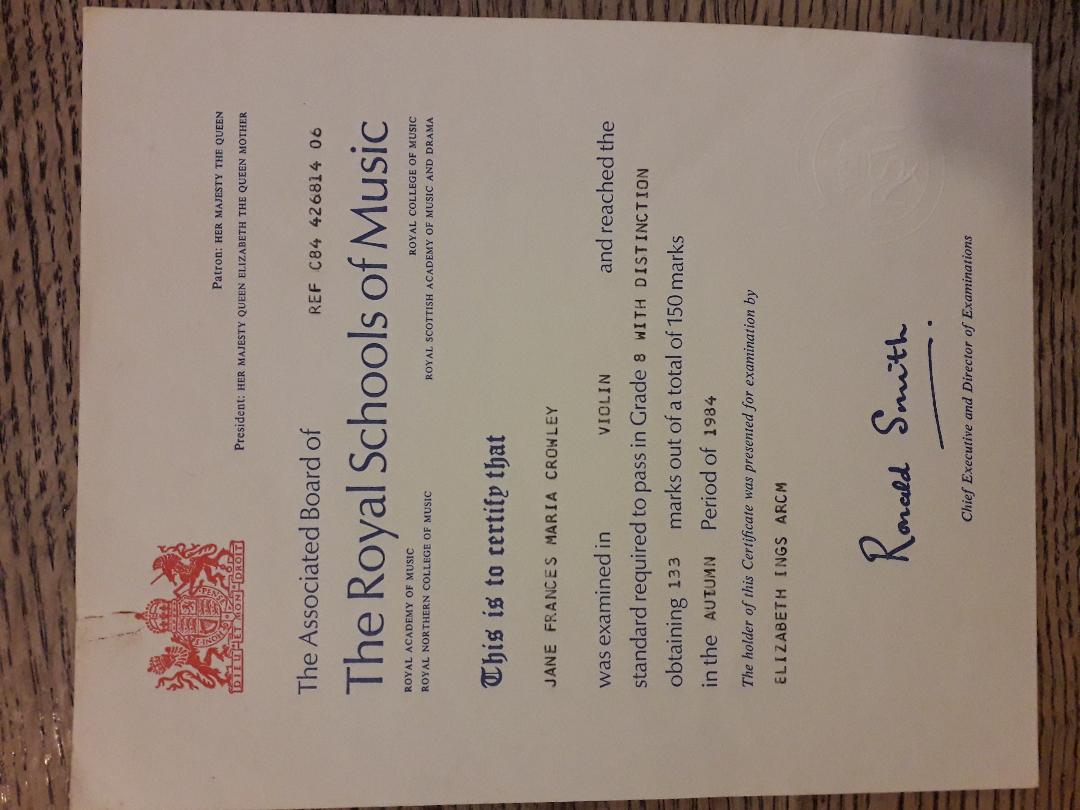 Patron: HER MAJESTY THE QUEEN
President: HER MAJESTY QUEEN ELIZABETH THE QUEEN MOTHER
DIEU ET MON DROIT
The Associated Board of REF C84 426814 06
The Royal Schools of Music
ROYAL ACADEMY OF MUSIC ROYAL COLLEGE OF MUSIC
ROYAL NORTHERN COLLEGE OF MUSIC ROYAL SCOTTISH ACADEMY OF MUSIC AND DRAMA
This is to certify that
JANE FRANCES MARIA CROWLEY
was examined in VIOLIN and reached the
standard required to pass in Grade 8 WITH DISTINCTION
obtaining 133 marks out of a total of 150 marks
in the AUTUMN Period of 1984
The holder of this Certificate was presented for examination by
ELIZABETH INGS ARCM
Ronald Smith.
Chief Executive and Director of Examinations